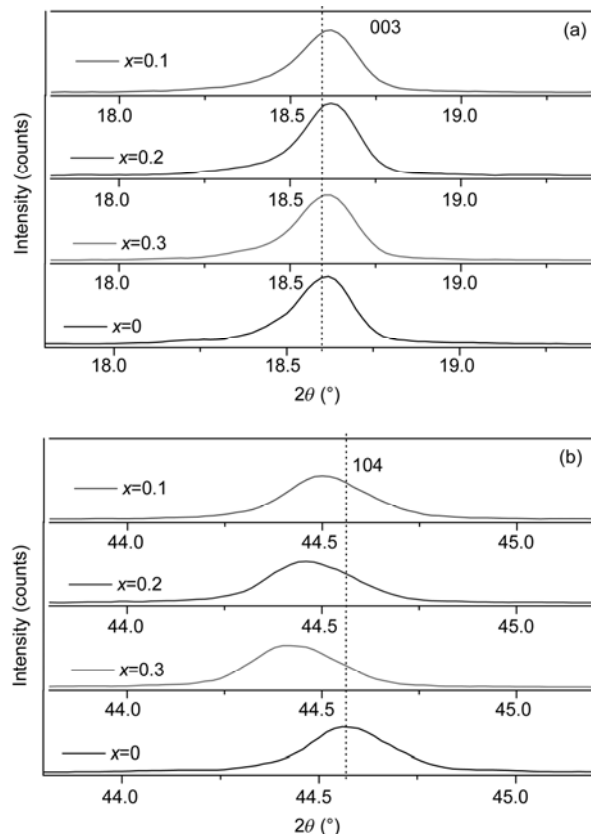 (a)
003
x=0.1
18.0 18.5 19.0
x=0.2
18.0 18.5 19.0
x=0.3
18.0 18.5 19.0
x=0
18.0 18.5 19.0
2θ (°)
Intensity (counts)
(b)
104
x=0.1
44.0 44.5 45.0
x=0.2
44.0 44.5 45.0
x=0.3
44.0 44.5 45.0
x=0
44.0 44.5 45.0
2θ (°)
Intensity (counts)